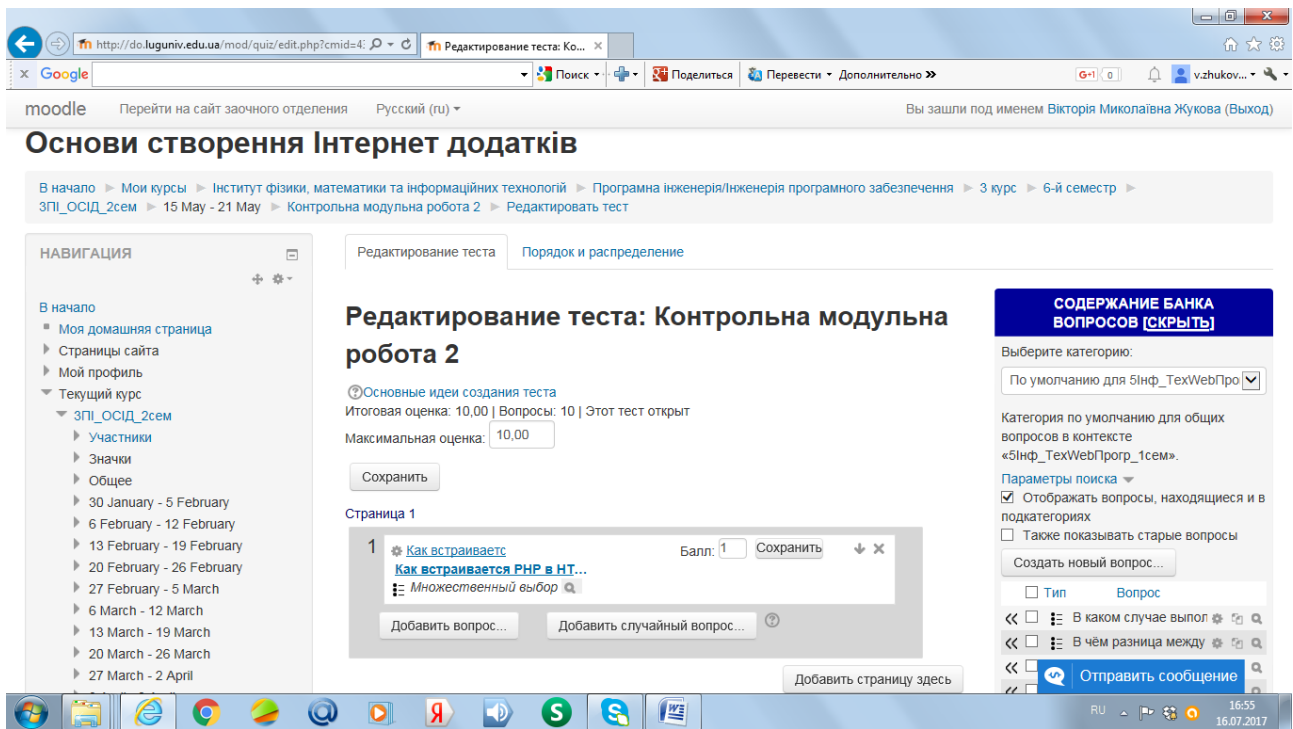 http://do.luguniv.edu.ua/mod/quiz/edit.php?cmid=4
Редактирование теста: Ко...
Google
Поиск
Поделиться
Перевести
Дополнительно »
G+1 0
v.zhukov...
moodle
Перейти на сайт заочного отделения
Русский (ru)
Вы зашли под именем Вікторія Миколаївна Жукова (Выход)
Основи створення Інтернет додатків
В начало ► Мои курсы ► Інститут фізики, математики та інформаційних технологій ► Програмна інженерія/Інженерія програмного забезпечення ► 3 курс ► 6-й семестр ►
3ПІ_ОСІД_2сем ► 15 May - 21 May ► Контрольна модульна робота 2 ► Редактировать тест
НАВИГАЦИЯ
В начало
Моя домашняя страница
Страницы сайта
Мой профиль
Текущий курс
3ПІ_ОСІД_2сем
Участники
Значки
Общее
30 January - 5 February
6 February - 12 February
13 February - 19 February
20 February - 26 February
27 February - 5 March
6 March - 12 March
13 March - 19 March
20 March - 26 March
27 March - 2 April
Редактирование теста
Порядок и распределение
Редактирование теста: Контрольна модульна
робота 2
Основные идеи создания теста
Итоговая оценка: 10,00 | Вопросы: 10 | Этот тест открыт
Максимальная оценка: 10,00
Сохранить
Страница 1
1
Как встраиваетс
Балл: 1
Сохранить
Как встраивается PHP в HT...
Множественный выбор
Добавить вопрос...
Добавить случайный вопрос...
Добавить страницу здесь
СОДЕРЖАНИЕ БАНКА
ВОПРОСОВ [СКРЫТЬ]
Выберите категорию:
По умолчанию для 5Інф_ТехWebПро
Категория по умолчанию для общих
вопросов в контексте
«5Інф_ТехWebПрогр_1сем».
Параметры поиска
Отображать вопросы, находящиеся и в
подкатегориях
Также показывать старые вопросы
Создать новый вопрос...
Тип Вопрос
В каком случае выпол
В чём разница между
Отправить сообщение
RU
16:55
16.07.2017